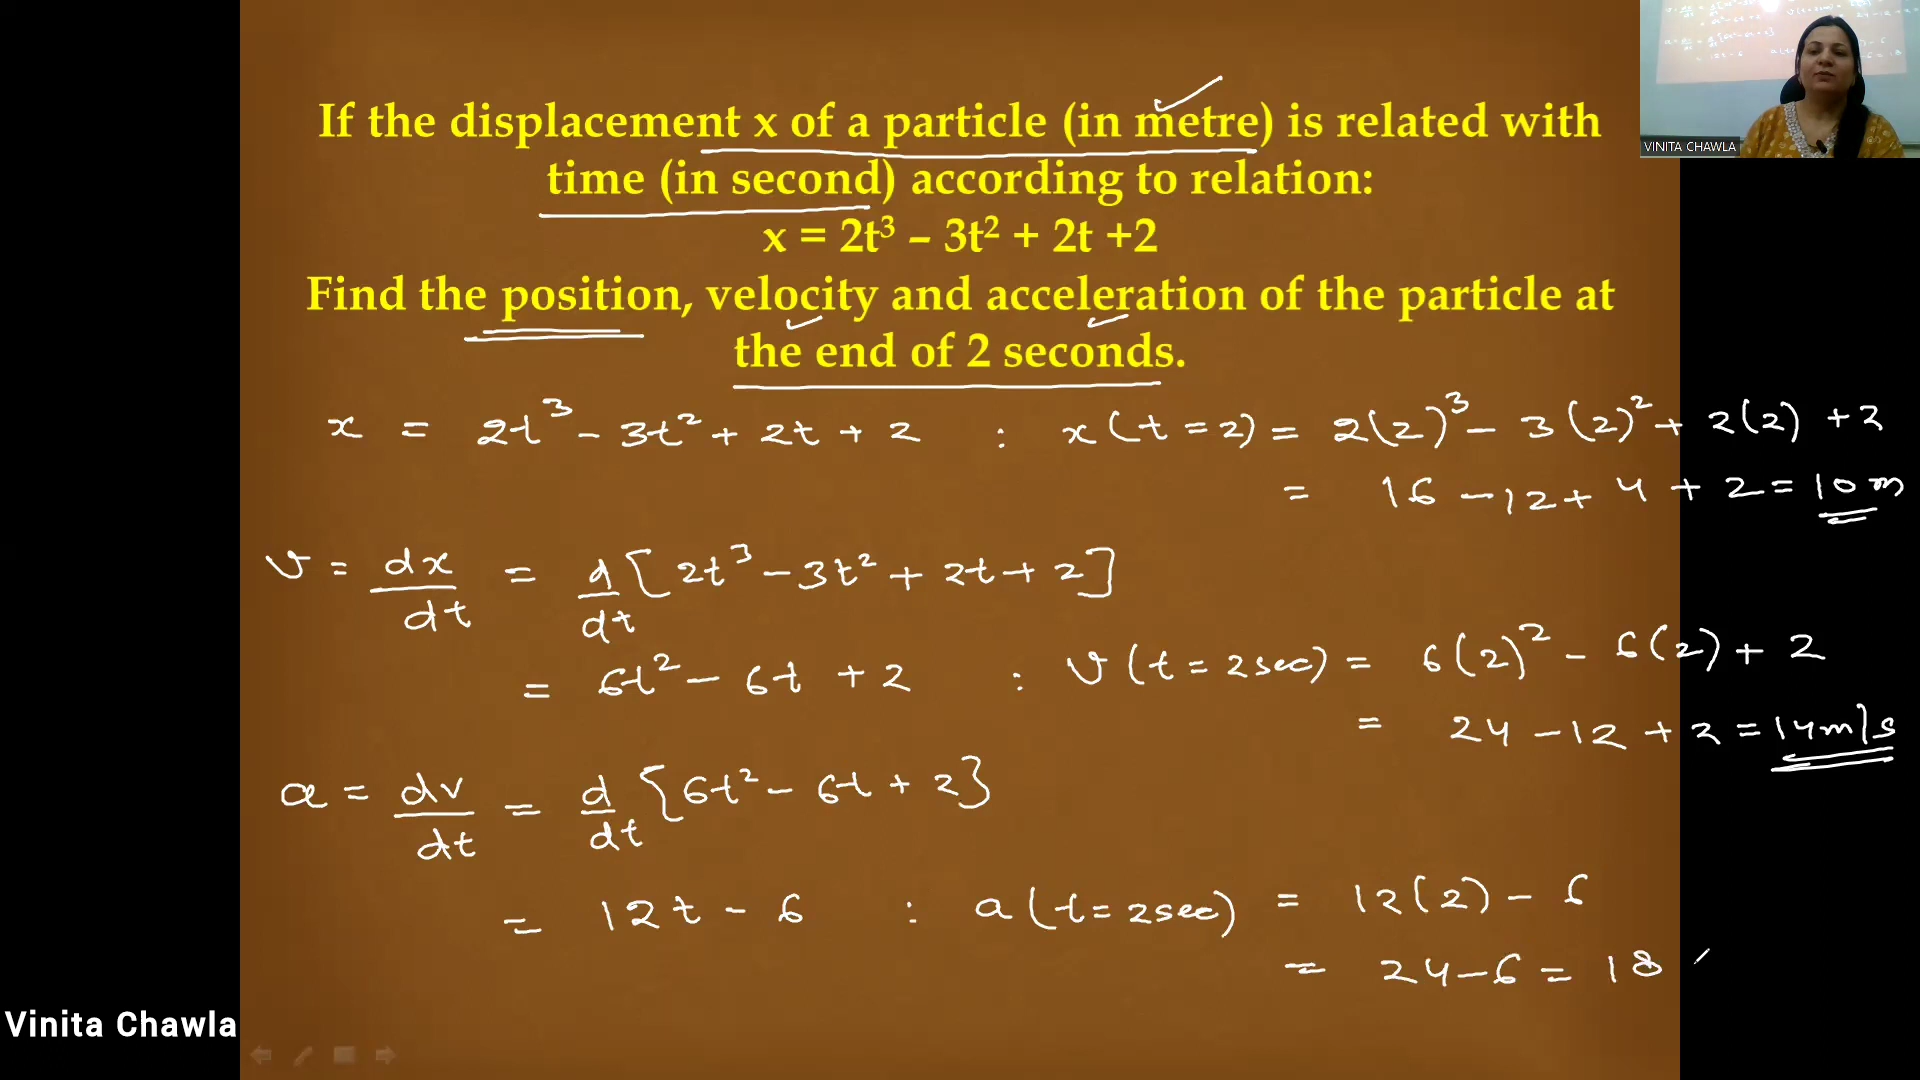 If the displacement x of a particle (in metre) is related with
time (in second) according to relation:
x = 2t³ – 3t² + 2t +2
Find the position, velocity and acceleration of the particle at
the end of 2 seconds.
x = 2t³ - 3t² + 2t + 2 : x(t = 2) = 2(2)³ - 3(2)² + 2(2) + 2
= 16 - 12 + 4 + 2 = 10 m
v = dx/dt = d/dt [2t³ - 3t² + 2t + 2]
= 6t² - 6t + 2 : v(t = 2sec) = 6(2)² - 6(2) + 2
= 24 - 12 + 2 = 14 m/s
a = dv/dt = d/dt {6t² - 6t + 2}
= 12t - 6 : a(t = 2sec) = 12(2) - 6
= 24 - 6 = 18
VINITA CHAWLA
Vinita Chawla